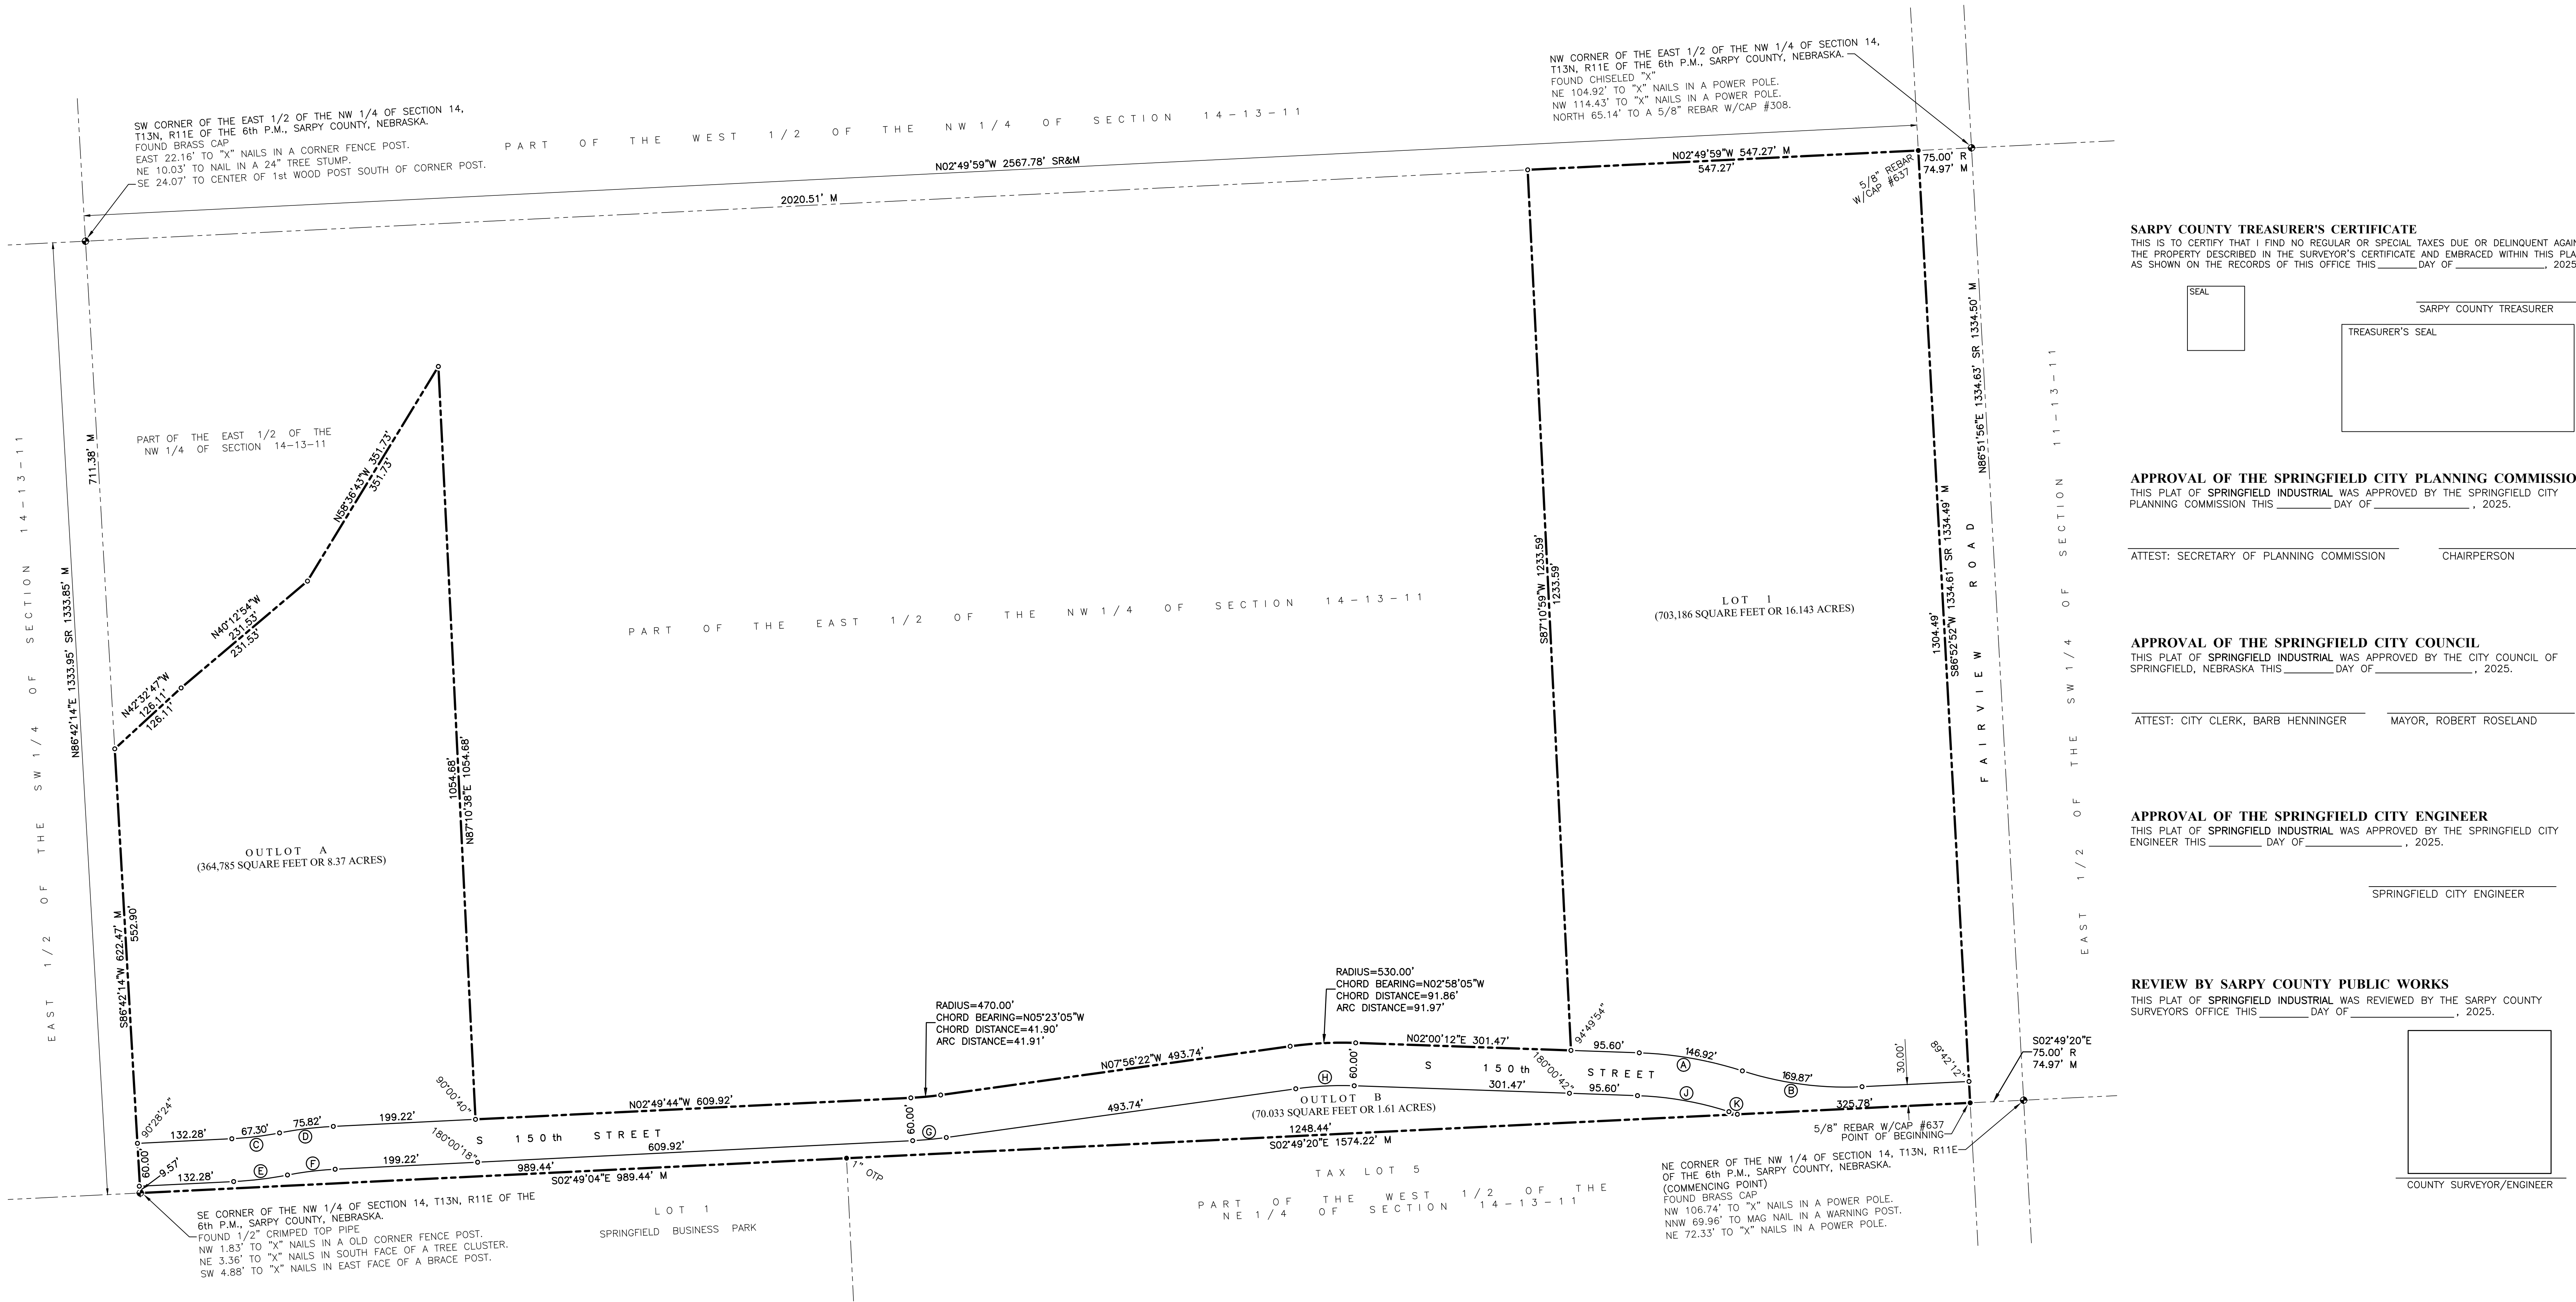 SW CORNER OF THE EAST 1/2 OF THE NW 1/4 OF SECTION 14,
T13N, R11E OF THE 6th P.M., SARPY COUNTY, NEBRASKA.
FOUND BRASS CAP
EAST 22.16' TO "X" NAILS IN A CORNER FENCE POST.
NE 10.03' TO NAIL IN A 24" TREE STUMP.
SE 24.07' TO CENTER OF 1st WOOD POST SOUTH OF CORNER POST.
PART OF THE WEST 1/2 OF THE NW 1/4 OF SECTION 14-13-11
NW CORNER OF THE EAST 1/2 OF THE NW 1/4 OF SECTION 14,
T13N, R11E OF THE 6th P.M., SARPY COUNTY, NEBRASKA.
FOUND CHISELED "X"
NE 104.92' TO "X" NAILS IN A POWER POLE.
NW 114.43' TO "X" NAILS IN A POWER POLE.
NORTH 65.14' TO A 5/8" REBAR W/CAP #308.
N02°49'59"W 2567.78' SR&M
2020.51' M
N02°49'59"W 547.27' M
547.27'
5/8" REBAR
W/CAP #637
75.00' R
74.97' M
711.38' M
N86°42'14"E 1333.95' SR 1333.85' M
EAST 1/2 OF THE SW 1/4 OF SECTION 14-13-11
PART OF THE EAST 1/2 OF THE
NW 1/4 OF SECTION 14-13-11
N58°36'43"W 351.73'
351.73'
N40°12'54"W
231.53'
231.53'
N42°32'47"W
126.11'
126.11'
1054.68'
N87°10'38"E 1054.68'
PART OF THE EAST 1/2 OF THE NW 1/4 OF SECTION 14-13-11
S87°10'59"W 1233.59'
1233.59'
LOT 1
(703,186 SQUARE FEET OR 16.143 ACRES)
1304.49'
S86°52'52"W 1334.61' SR 1334.49' M
N86°51'56"E 1334.63' SR 1334.50' M
FAIRVIEW ROAD
EAST 1/2 OF THE SW 1/4 OF SECTION 11-13-11
OUTLOT A
(364,785 SQUARE FEET OR 8.37 ACRES)
S86°42'14"W 622.47' M
552.90'
RADIUS=470.00'
CHORD BEARING=N05°23'05"W
CHORD DISTANCE=41.90'
ARC DISTANCE=41.91'
RADIUS=530.00'
CHORD BEARING=N02°58'05"W
CHORD DISTANCE=91.86'
ARC DISTANCE=91.97'
90°28'24"
132.28'
67.30'
C
75.82'
D
199.22'
90°00'40"
N02°49'44"W 609.92'
N07°56'22"W 493.74'
N02°00'12"E 301.47'
94°49'54"
95.60'
146.92'
A
169.87'
B
30.00'
89°42'12"
S02°49'20"E
75.00' R
74.97' M
60.00'
9.57'
132.28'
E
F
199.22'
180°00'18"
S 150th STREET
609.92'
60.00'
G
493.74'
H
60.00'
S 150th STREET
301.47'
180°00'42"
95.60'
J
K
325.78'
OUTLOT B
(70.033 SQUARE FEET OR 1.61 ACRES)
989.44'
S02°49'04"E 989.44' M
1" OTP
1248.44'
S02°49'20"E 1574.22' M
5/8" REBAR W/CAP #637
POINT OF BEGINNING
SE CORNER OF THE NW 1/4 OF SECTION 14, T13N, R11E OF THE
6th P.M., SARPY COUNTY, NEBRASKA.
FOUND 1/2" CRIMPED TOP PIPE
NW 1.83' TO "X" NAILS IN A OLD CORNER FENCE POST.
NE 3.36' TO "X" NAILS IN SOUTH FACE OF A TREE CLUSTER.
SW 4.88' TO "X" NAILS IN EAST FACE OF A BRACE POST.
LOT 1
SPRINGFIELD BUSINESS PARK
TAX LOT 5
PART OF THE WEST 1/2 OF THE
NE 1/4 OF SECTION 14-13-11
NE CORNER OF THE NW 1/4 OF SECTION 14, T13N, R11E
OF THE 6th P.M., SARPY COUNTY, NEBRASKA.
(COMMENCING POINT)
FOUND BRASS CAP
NW 106.74' TO "X" NAILS IN A POWER POLE.
NNW 69.96' TO MAG NAIL IN A WARNING POST.
NE 72.33' TO "X" NAILS IN A POWER POLE.
SARPY COUNTY TREASURER'S CERTIFICATE
THIS IS TO CERTIFY THAT I FIND NO REGULAR OR SPECIAL TAXES DUE OR DELINQUENT AGAIN
THE PROPERTY DESCRIBED IN THE SURVEYOR'S CERTIFICATE AND EMBRACED WITHIN THIS PLA
AS SHOWN ON THE RECORDS OF THIS OFFICE THIS ______ DAY OF ______________, 2025
SEAL
SARPY COUNTY TREASURER
TREASURER'S SEAL
APPROVAL OF THE SPRINGFIELD CITY PLANNING COMMISSIO
THIS PLAT OF SPRINGFIELD INDUSTRIAL WAS APPROVED BY THE SPRINGFIELD CITY
PLANNING COMMISSION THIS ________ DAY OF ______________, 2025.
ATTEST: SECRETARY OF PLANNING COMMISSION
CHAIRPERSON
APPROVAL OF THE SPRINGFIELD CITY COUNCIL
THIS PLAT OF SPRINGFIELD INDUSTRIAL WAS APPROVED BY THE CITY COUNCIL OF
SPRINGFIELD, NEBRASKA THIS ________ DAY OF ______________, 2025.
ATTEST: CITY CLERK, BARB HENNINGER
MAYOR, ROBERT ROSELAND
APPROVAL OF THE SPRINGFIELD CITY ENGINEER
THIS PLAT OF SPRINGFIELD INDUSTRIAL WAS APPROVED BY THE SPRINGFIELD CITY
ENGINEER THIS ________ DAY OF ______________, 2025.
SPRINGFIELD CITY ENGINEER
REVIEW BY SARPY COUNTY PUBLIC WORKS
THIS PLAT OF SPRINGFIELD INDUSTRIAL WAS REVIEWED BY THE SARPY COUNTY
SURVEYORS OFFICE THIS ________ DAY OF ______________, 2025.
COUNTY SURVEYOR/ENGINEER